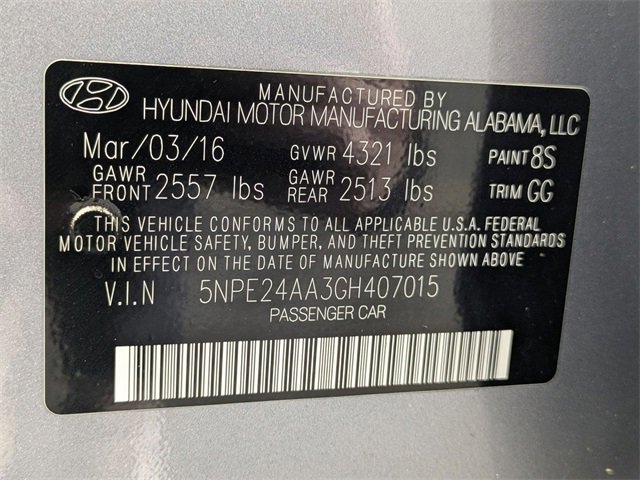 MANUFACTURED BY
HYUNDAI MOTOR MANUFACTURING ALABAMA, LLC
Mar/03/16 GVWR 4321 lbs PAINT 8S
GAWR FRONT 2557 lbs GAWR REAR 2513 lbs TRIM GG
THIS VEHICLE CONFORMS TO ALL APPLICABLE U.S.A. FEDERAL
MOTOR VEHICLE SAFETY, BUMPER, AND THEFT PREVENTION STANDARDS
IN EFFECT ON THE DATE OF MANUFACTURE SHOWN ABOVE
V.I.N 5NPE24AA3GH407015
PASSENGER CAR